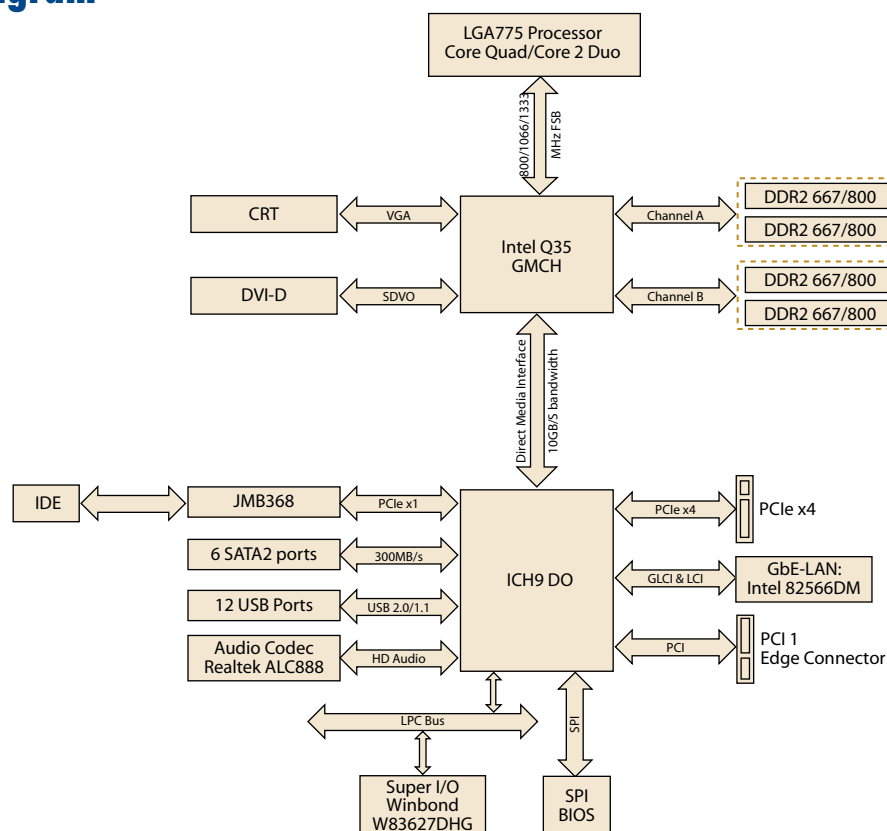 LGA775 Processor
Core Quad/Core 2 Duo
800/1066/1333
MHz FSB
CRT
VGA
Intel Q35
GMCH
Channel A
DDR2 667/800
DDR2 667/800
DVI-D
SDVO
Channel B
DDR2 667/800
DDR2 667/800
Direct Media Interface
10GB/S bandwidth
IDE
JMB368
PCIe x1
PCIe x4
PCIe x4
6 SATA2 ports
300MB/s
ICH9 DO
GLCI & LCI
GbE-LAN:
Intel 82566DM
12 USB Ports
USB 2.0/1.1
Audio Codec
Realtek ALC888
HD Audio
PCI
PCI 1
Edge Connector
LPC Bus
SPI
Super I/O
Winbond
W83627DHG
SPI
BIOS